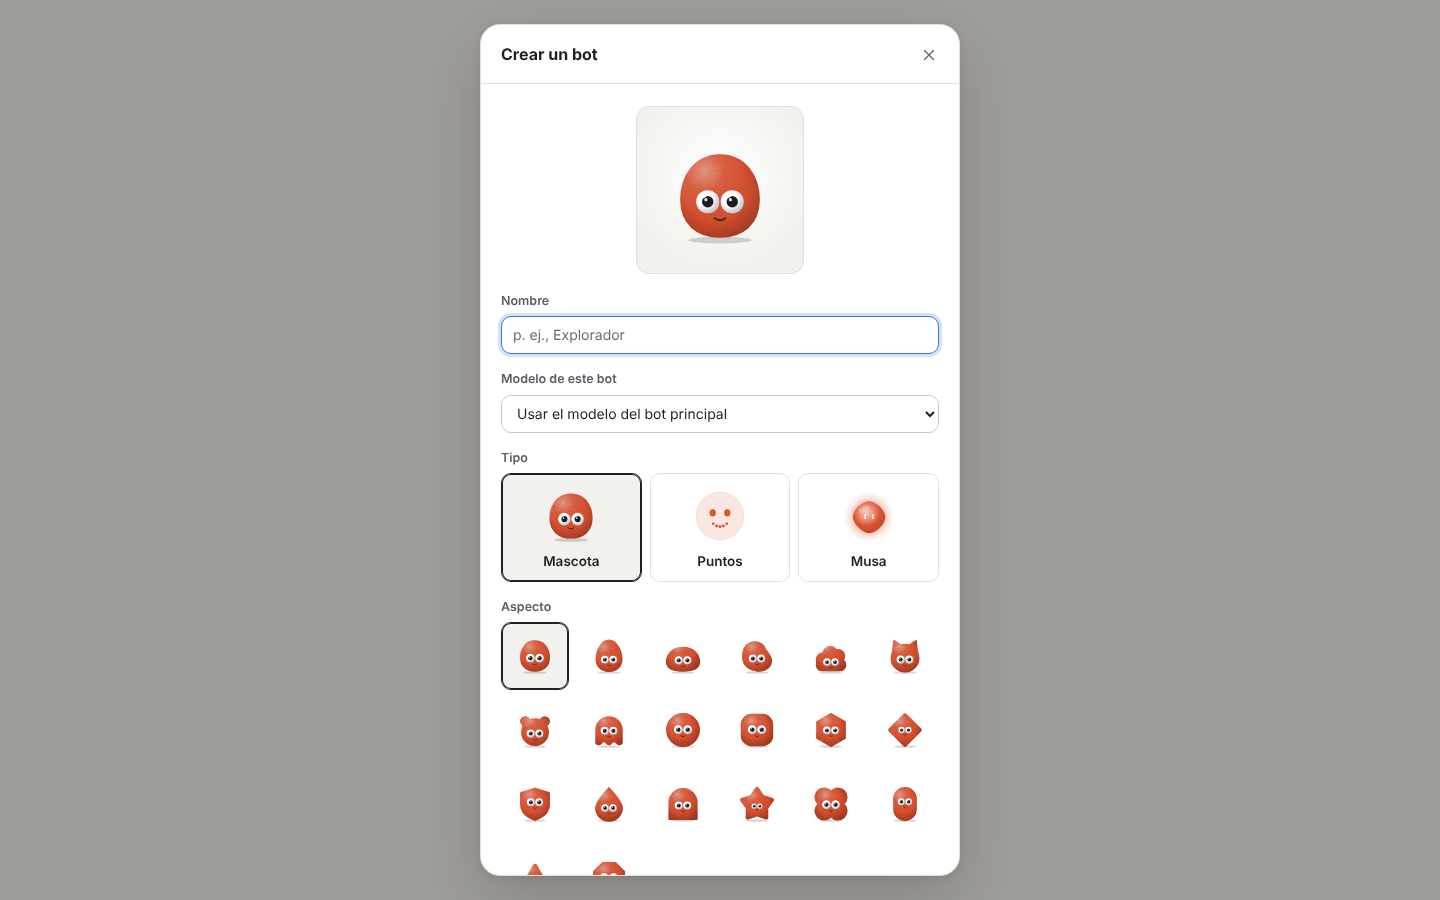 Crear un bot
Nombre
p. ej., Explorador
Modelo de este bot
Usar el modelo del bot principal
Tipo
Mascota
Puntos
Musa
Aspecto